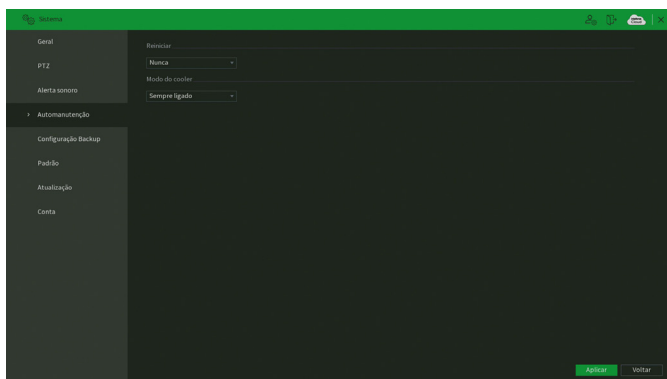 Sistema
Geral
PTZ
Alerta sonoro
Automanutenção
Configuração Backup
Padrão
Atualização
Conta
Reiniciar
Nunca
Modo do cooler
Sempre ligado
Aplicar
Voltar